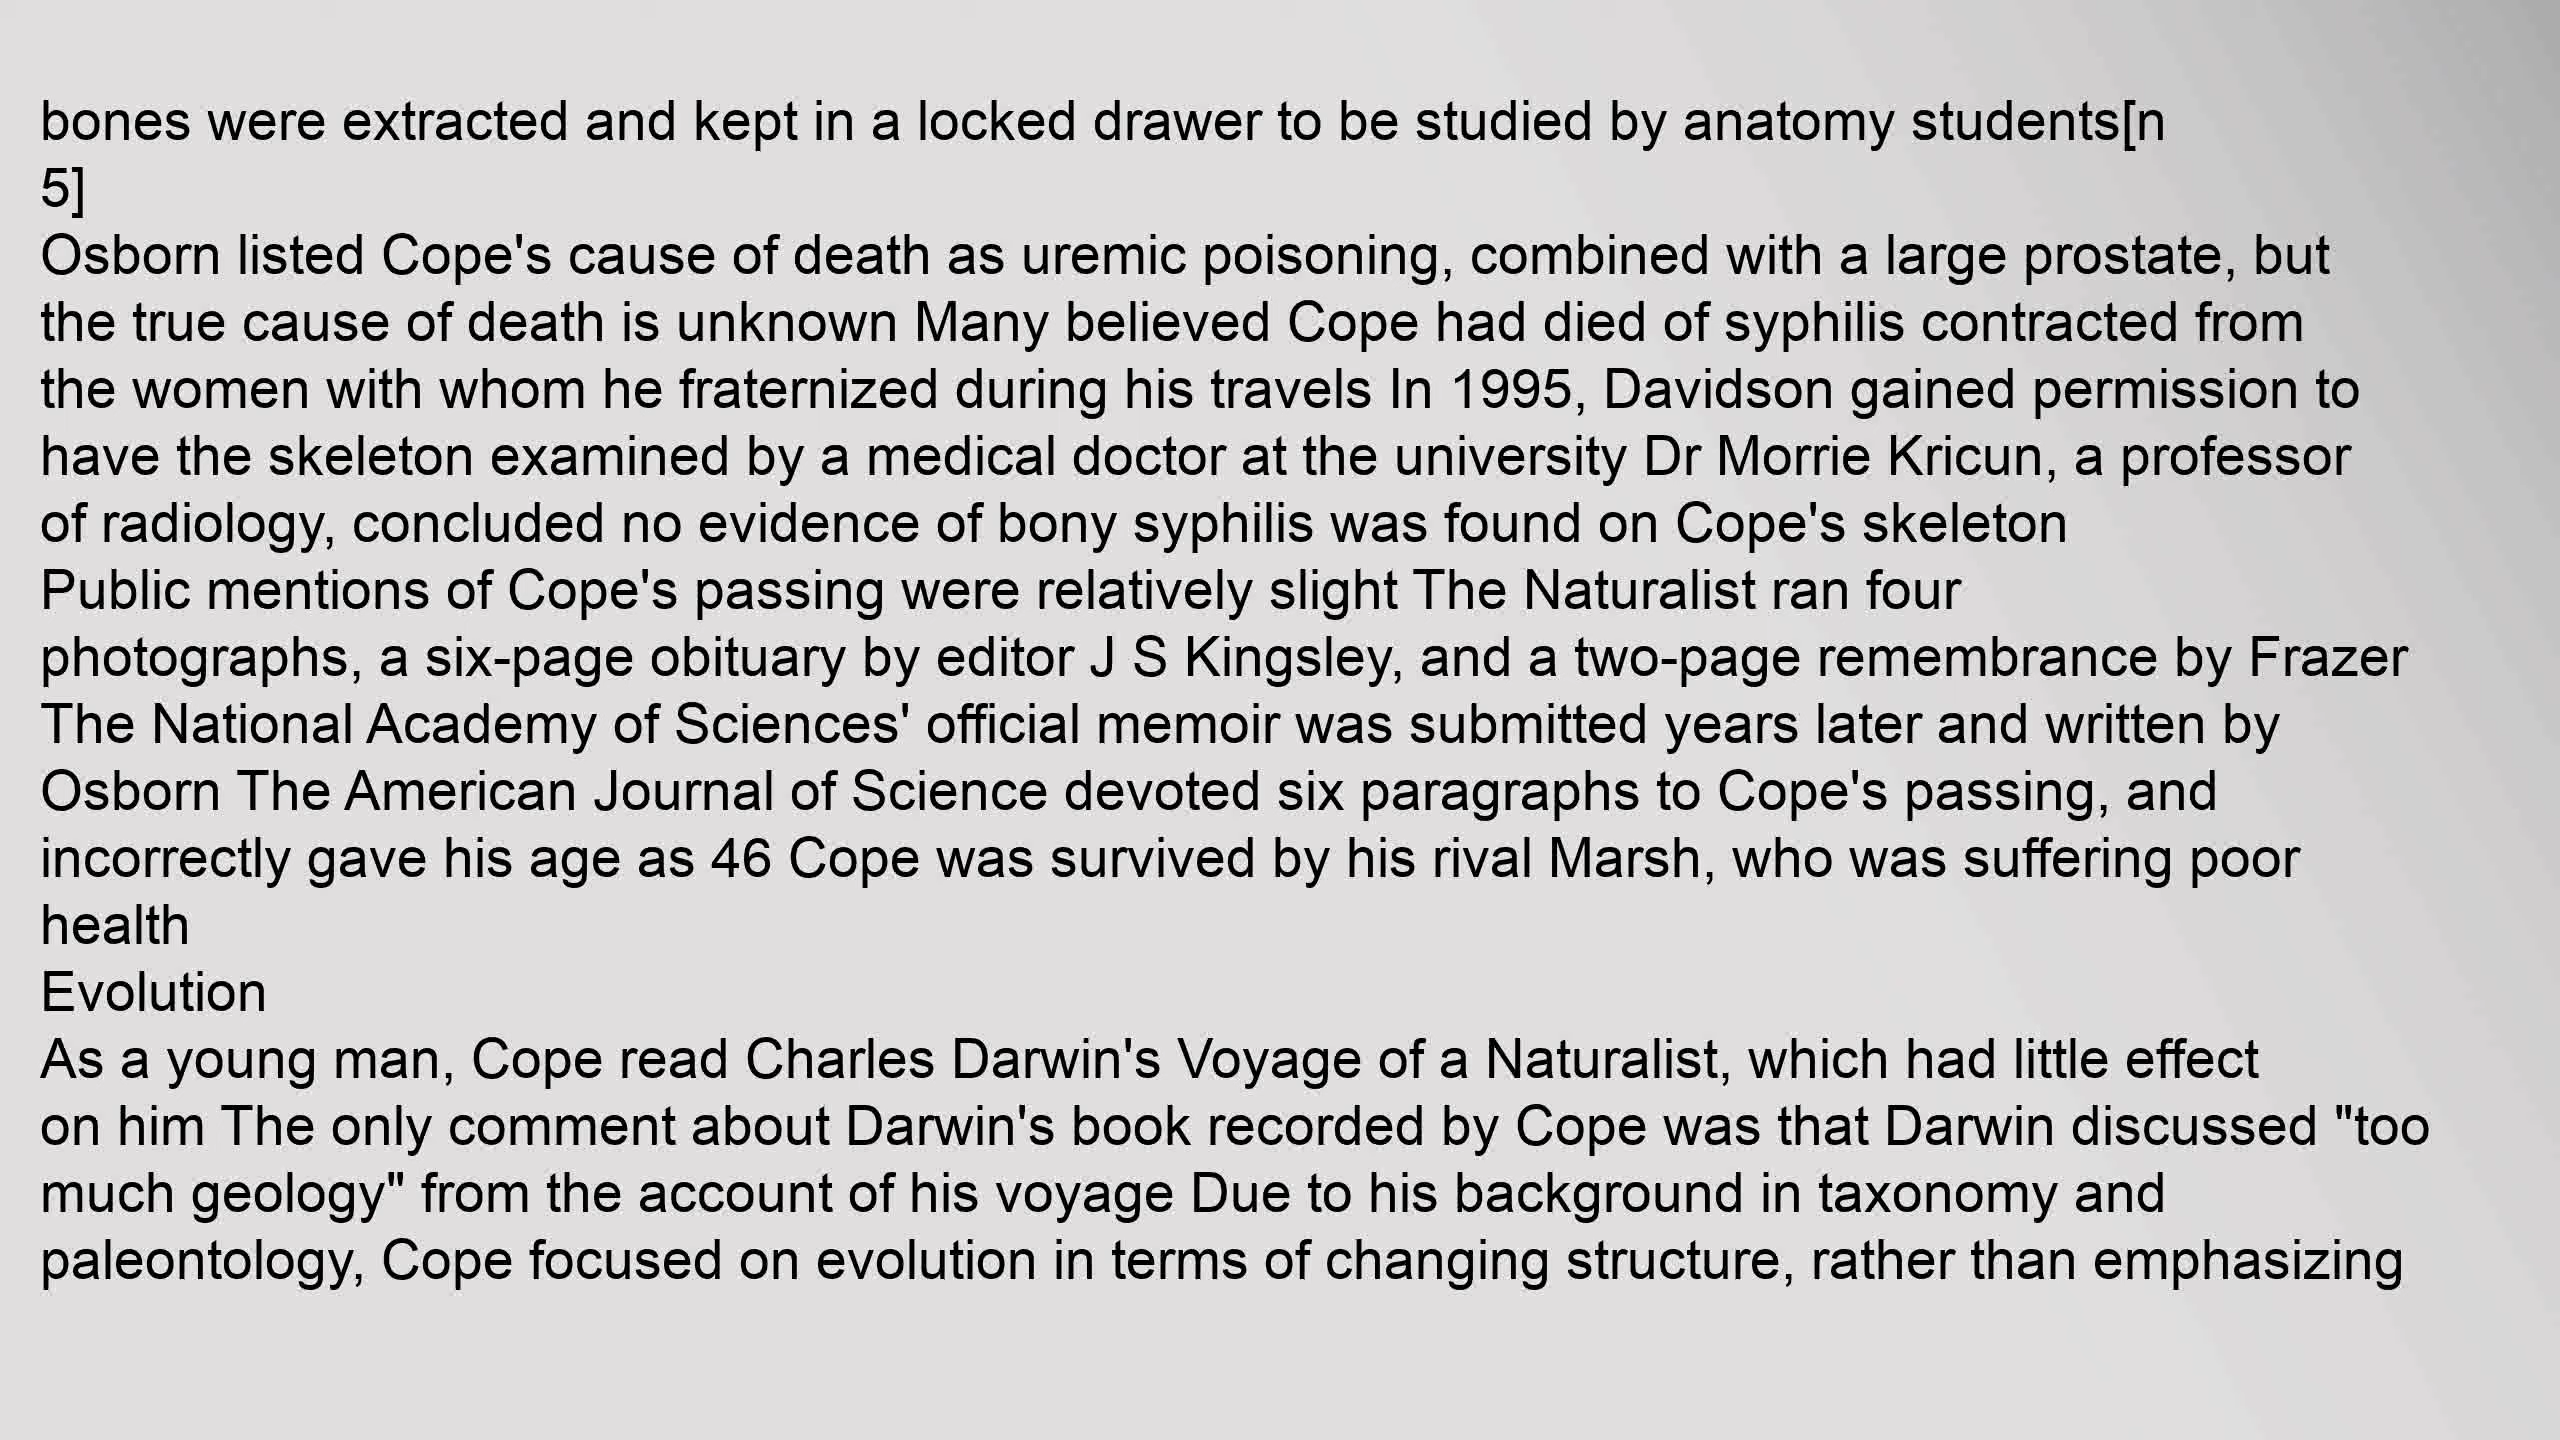 bones were extracted and kept in a locked drawer to be studied by anatomy students[n
5]
Osborn listed Cope's cause of death as uremic poisoning, combined with a large prostate, but
the true cause of death is unknown Many believed Cope had died of syphilis contracted from
the women with whom he fraternized during his travels In 1995, Davidson gained permission to
have the skeleton examined by a medical doctor at the university Dr Morrie Kricun, a professor
of radiology, concluded no evidence of bony syphilis was found on Cope's skeleton
Public mentions of Cope's passing were relatively slight The Naturalist ran four
photographs, a six-page obituary by editor J S Kingsley, and a two-page remembrance by Frazer
The National Academy of Sciences' official memoir was submitted years later and written by
Osborn The American Journal of Science devoted six paragraphs to Cope's passing, and
incorrectly gave his age as 46 Cope was survived by his rival Marsh, who was suffering poor
health
Evolution
As a young man, Cope read Charles Darwin's Voyage of a Naturalist, which had little effect
on him The only comment about Darwin's book recorded by Cope was that Darwin discussed "too
much geology" from the account of his voyage Due to his background in taxonomy and
paleontology, Cope focused on evolution in terms of changing structure, rather than emphasizing